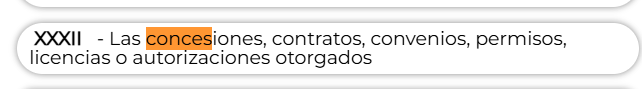 XXXII - Las concesiones, contratos, convenios, permisos,
licencias o autorizaciones otorgados